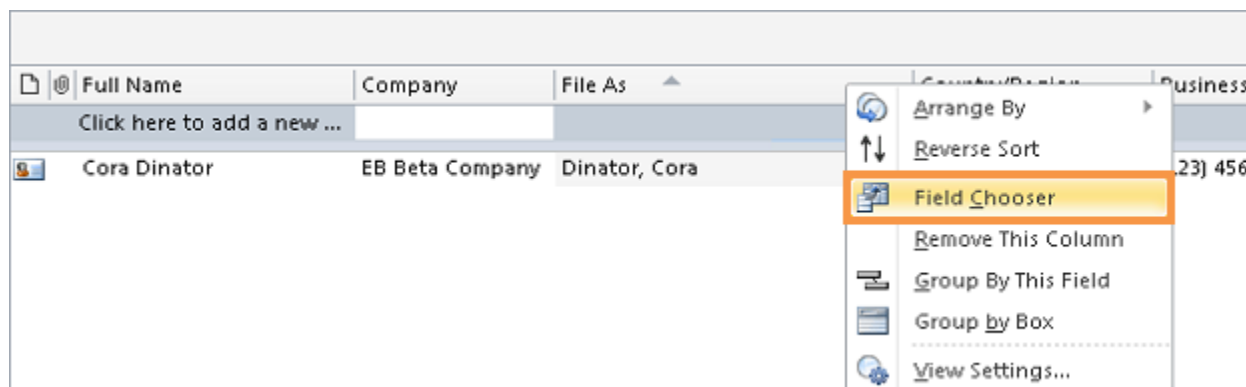 Full Name Company File As Country/Region Business
Click here to add a new ...
Cora Dinator EB Beta Company Dinator, Cora 23) 456
Arrange By
Reverse Sort
Field Chooser
Remove This Column
Group By This Field
Group by Box
View Settings...